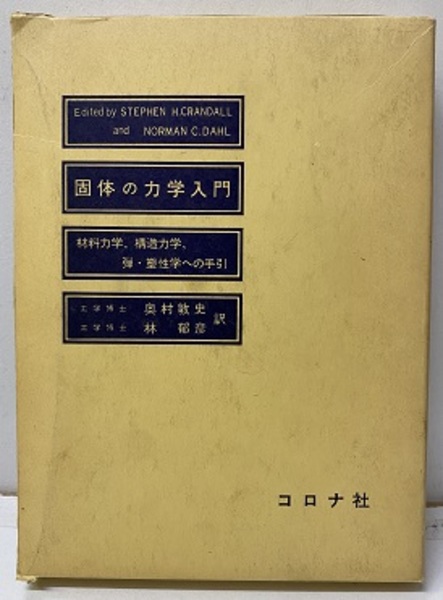 Edited by STEPHEN H.CRANDALL
and NORMAN C.DAHL
固体の力学入門
材料力学、構造力学、
弾・塑性学への手引
工学博士 奥村敦史
工学博士 林 郁彦 訳
コロナ社